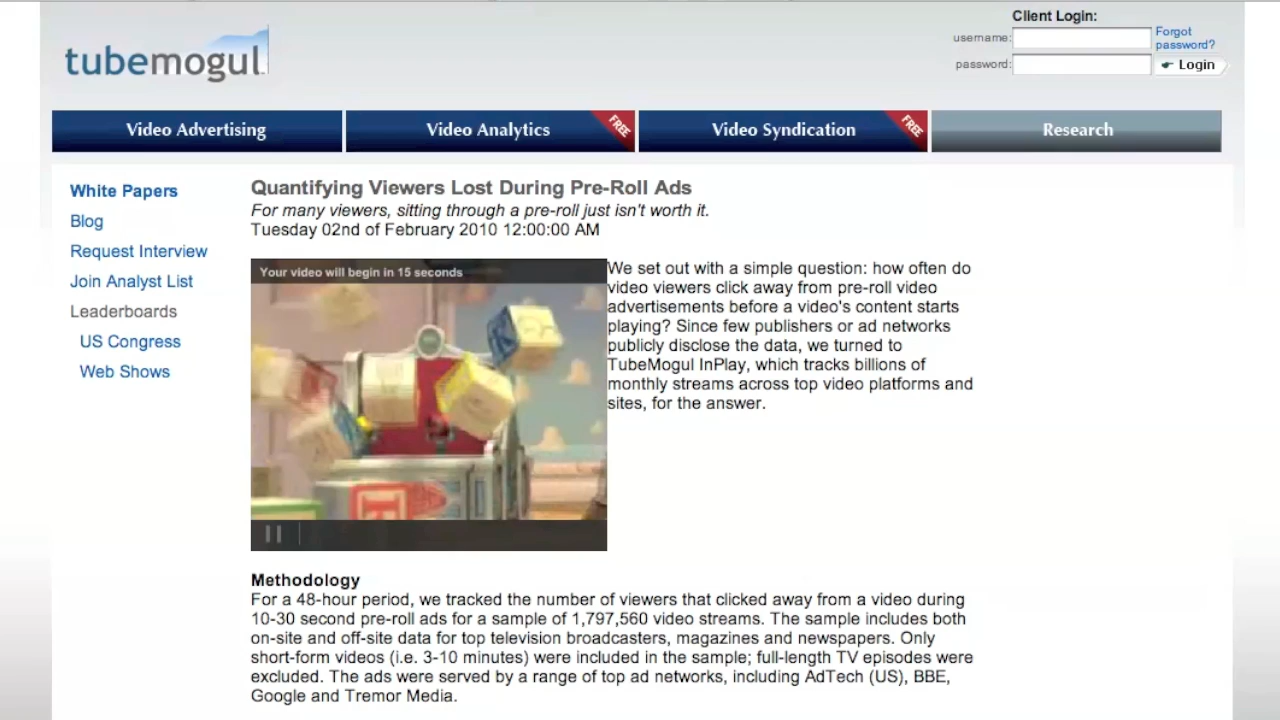 Client Login:
tubemogul
username:
Forgot password?
password:
Login
Video Advertising
Video Analytics
FREE
Video Syndication
FREE
Research
White Papers
Blog
Request Interview
Join Analyst List
Leaderboards
US Congress
Web Shows
Quantifying Viewers Lost During Pre-Roll Ads
For many viewers, sitting through a pre-roll just isn't worth it.
Tuesday 02nd of February 2010 12:00:00 AM
Your video will begin in 15 seconds
We set out with a simple question: how often do
video viewers click away from pre-roll video
advertisements before a video's content starts
playing? Since few publishers or ad networks
publicly disclose the data, we turned to
TubeMogul InPlay, which tracks billions of
monthly streams across top video platforms and
sites, for the answer.
Methodology
For a 48-hour period, we tracked the number of viewers that clicked away from a video during
10-30 second pre-roll ads for a sample of 1,797,560 video streams. The sample includes both
on-site and off-site data for top television broadcasters, magazines and newspapers. Only
short-form videos (i.e. 3-10 minutes) were included in the sample; full-length TV episodes were
excluded. The ads were served by a range of top ad networks, including AdTech (US), BBE,
Google and Tremor Media.